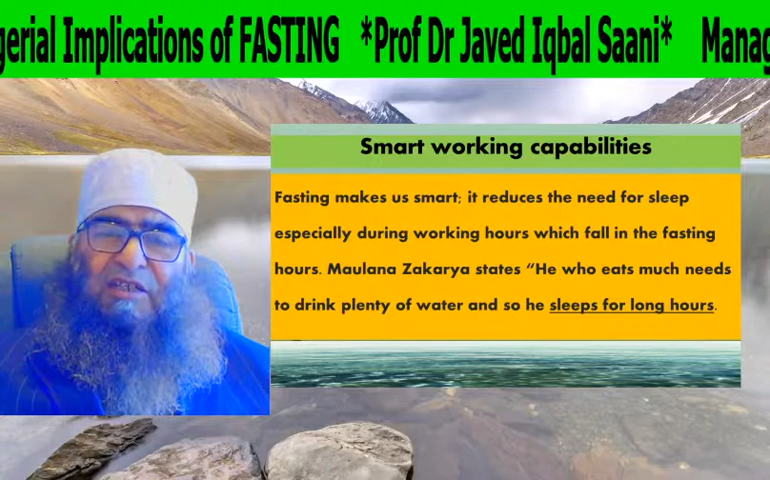 gerial Implications of FASTING *Prof Dr Javed Iqbal Saani* Manag
Smart working capabilities
Fasting makes us smart; it reduces the need for sleep
especially during working hours which fall in the fasting
hours. Maulana Zakarya states “He who eats much needs
to drink plenty of water and so he sleeps for long hours.